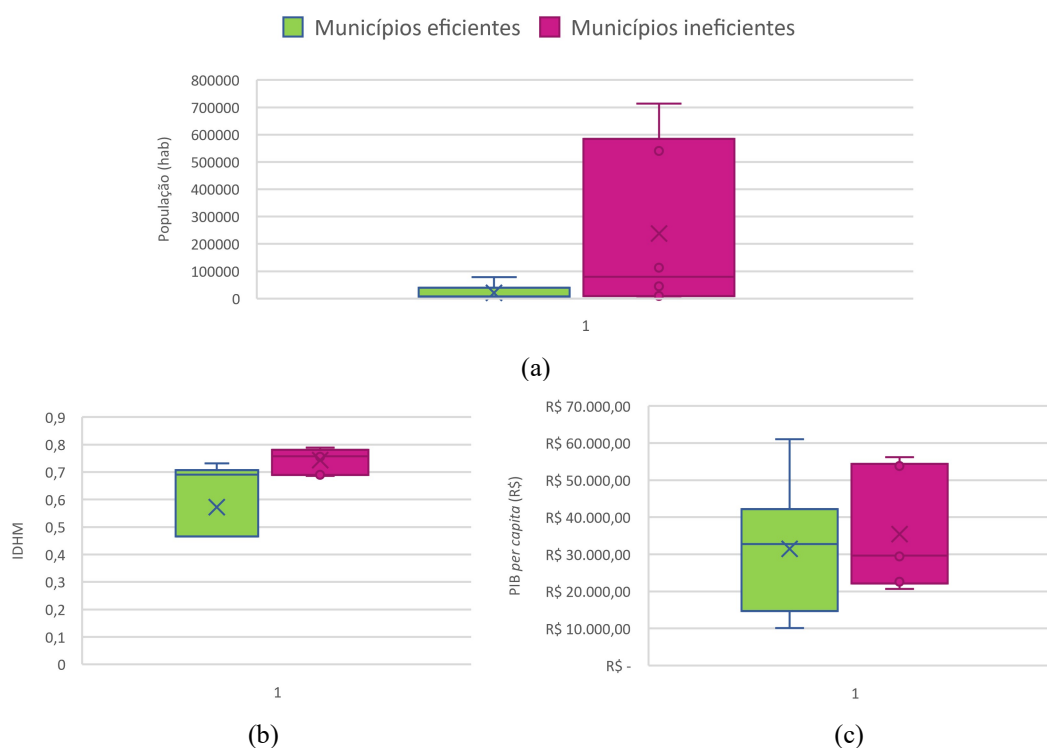 Municípios eficientes Municípios ineficientes
800000
700000
600000
500000
400000
300000
200000
100000
0
População (hab)
1
(a)
0,9
0,8
0,7
0,6
0,5
0,4
0,3
0,2
0,1
0
IDHM
1
(b)
R$ 70.000,00
R$ 60.000,00
R$ 50.000,00
R$ 40.000,00
R$ 30.000,00
R$ 20.000,00
R$ 10.000,00
R$ -
PIB per capita (R$)
1
(c)